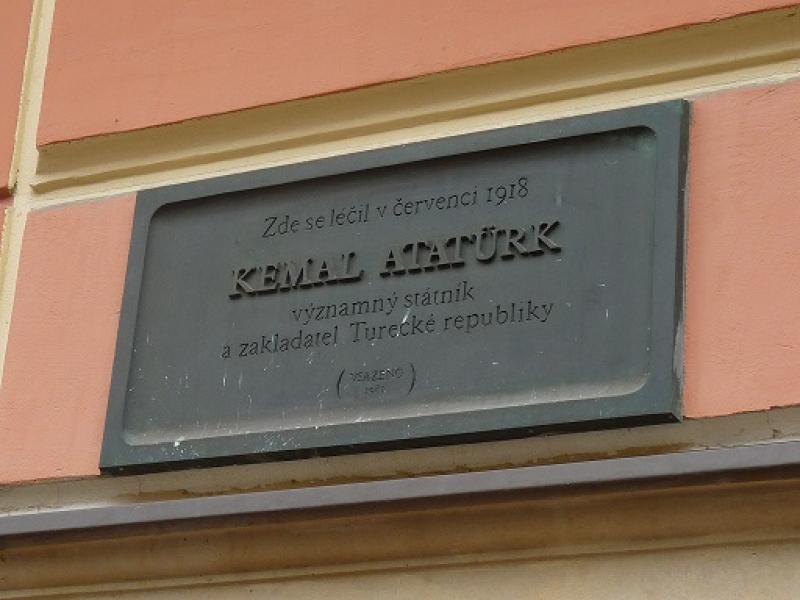 Zde se léčil v červenci 1918
KEMAL ATATÜRK
významný státník
a zakladatel Turecké republiky
(VSAZENO)